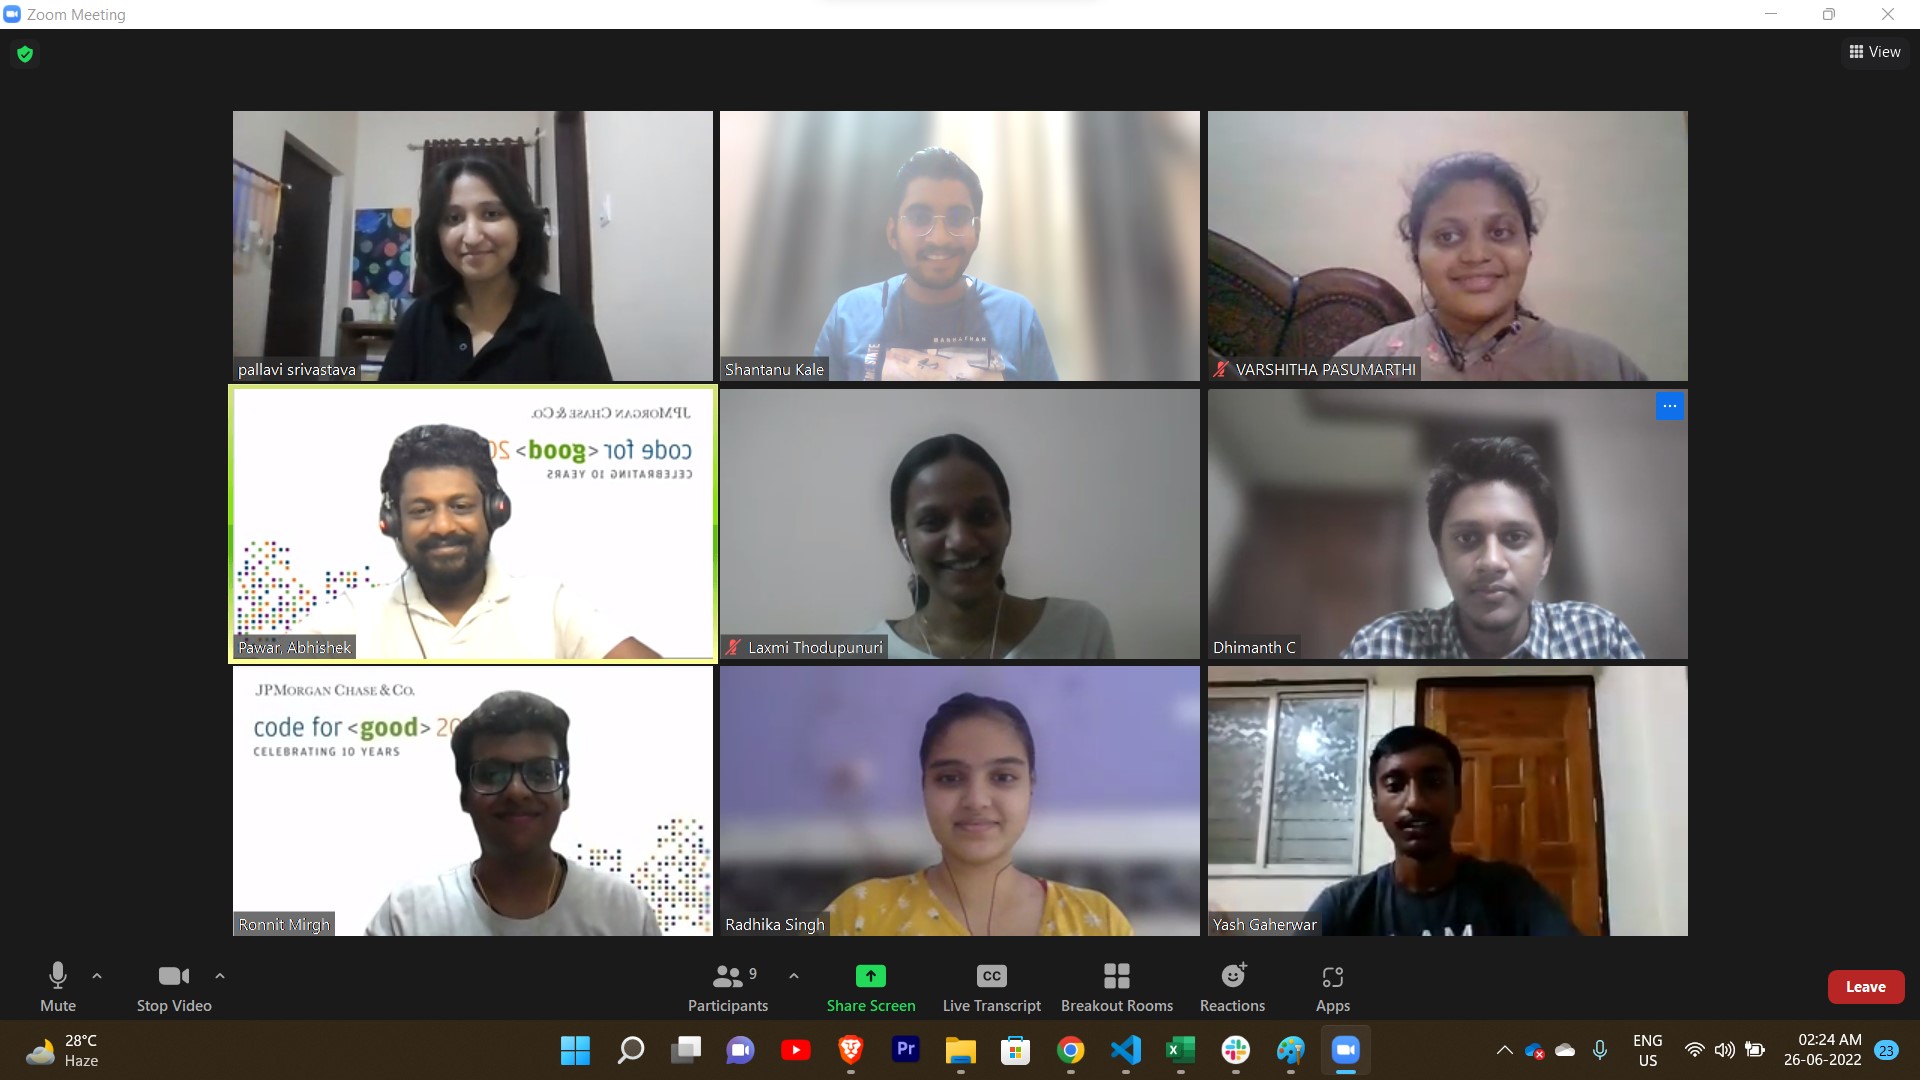 Zoom Meeting
View
pallavi srivastava
Shantanu Kale
MANHATHAN
STATE
VARSHITHA PASUMARTHI
JPMORGAN CHASE & CO.
code for <good> 20
CELEBRATING 10 YEARS
Pawar, Abhishek
Laxmi Thodupunuri
Dhimanth C
JPMORGAN CHASE & CO.
code for <good> 20
CELEBRATING 10 YEARS
Ronnit Mirgh
Radhika Singh
Yash Gaherwar
9
CC
Mute
Stop Video
Participants
Share Screen
Live Transcript
Breakout Rooms
Reactions
Apps
Leave
28°C
Haze
Pr
ENG
US
02:24 AM
26-06-2022
23